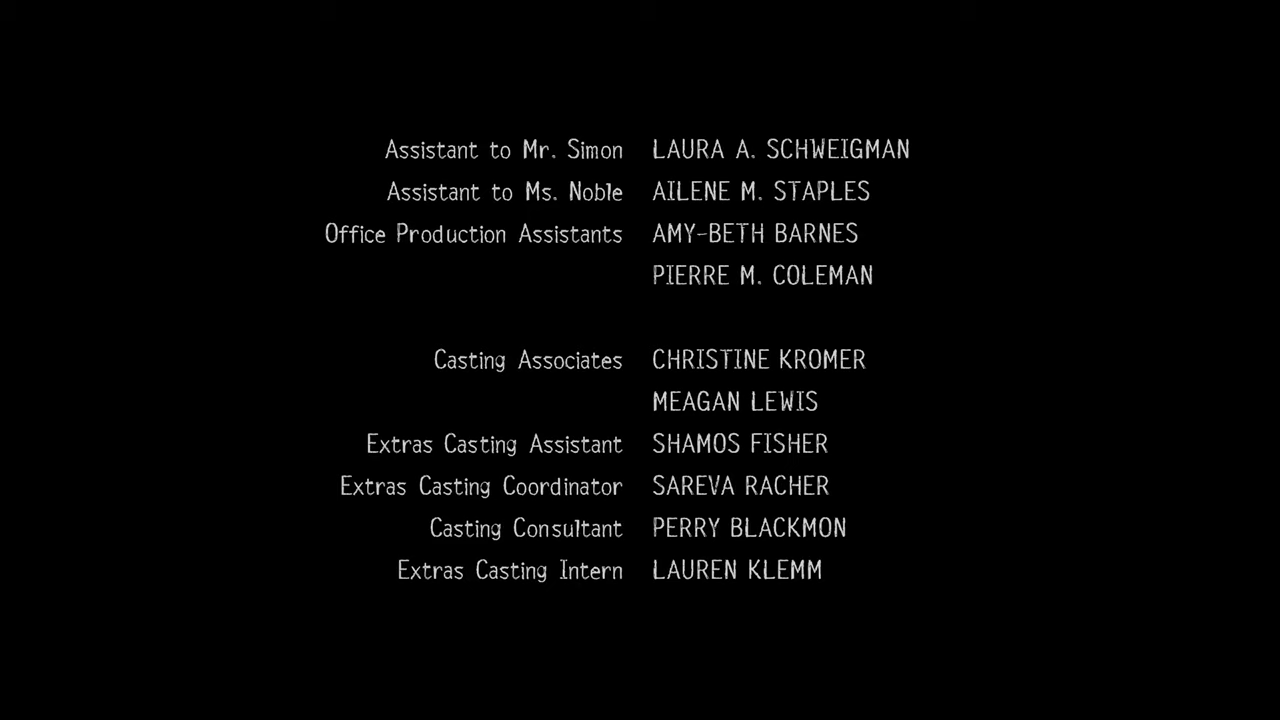 Assistant to Mr. Simon LAURA A. SCHWEIGMAN
Assistant to Ms. Noble AILENE M. STAPLES
Office Production Assistants AMY-BETH BARNES
PIERRE M. COLEMAN
Casting Associates CHRISTINE KROMER
MEAGAN LEWIS
Extras Casting Assistant SHAMOS FISHER
Extras Casting Coordinator SAREVA RACHER
Casting Consultant PERRY BLACKMON
Extras Casting Intern LAUREN KLEMM